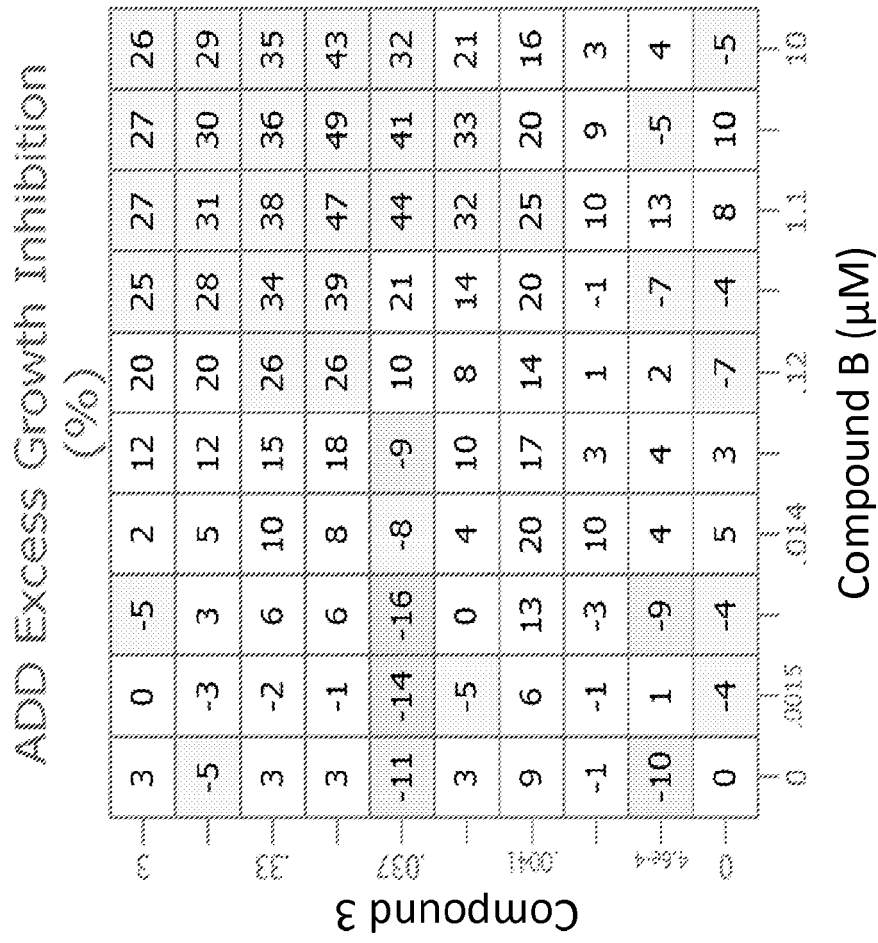 ADD Excess Growth Inhibition
(%)
3 3 0 -5 2 12 20 25 27 27 26
-5 -3 3 5 12 20 28 31 30 29
.33 3 -2 6 10 15 26 34 38 36 35
3 -1 6 8 18 26 39 47 49 43
.037 -11 -14 -16 -8 -9 10 21 44 41 32
3 -5 0 4 10 8 14 32 33 21
.0041 9 6 13 20 17 14 20 25 20 16
-1 -1 -3 10 3 1 -1 10 9 3
4.6e-4 -10 1 -9 4 4 2 -7 13 -5 4
0 0 -4 -4 5 3 -7 -4 8 10 -5
0 .0015 .014 .12 1.1 10
Compound 3
Compound B (µM)